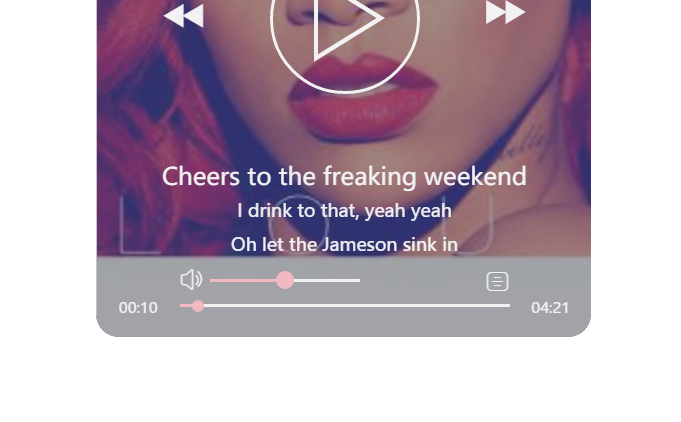 Cheers to the freaking weekend
I drink to that, yeah yeah
Oh let the Jameson sink in
00:10
04:21